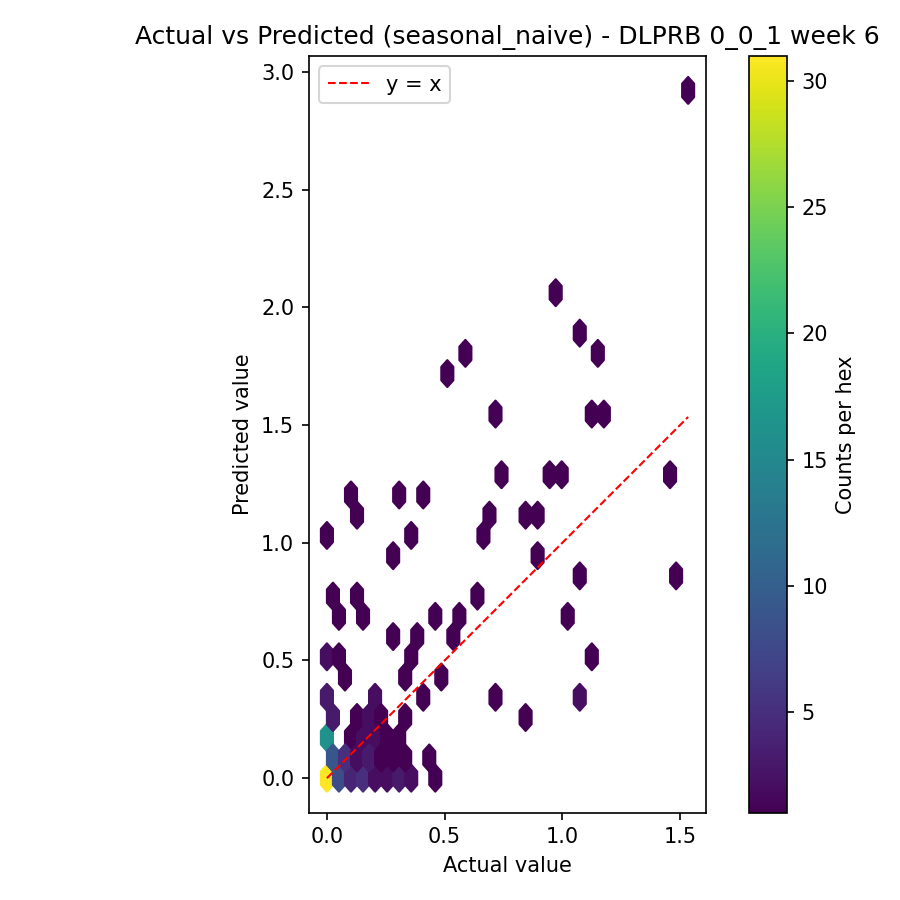 Actual vs Predicted (seasonal_naive) - DLPRB 0_0_1 week 6
y = x
3.0
2.5
2.0
1.5
1.0
0.5
0.0
Predicted value
0.0 0.5 1.0 1.5
Actual value
30
25
20
15
10
5
Counts per hex